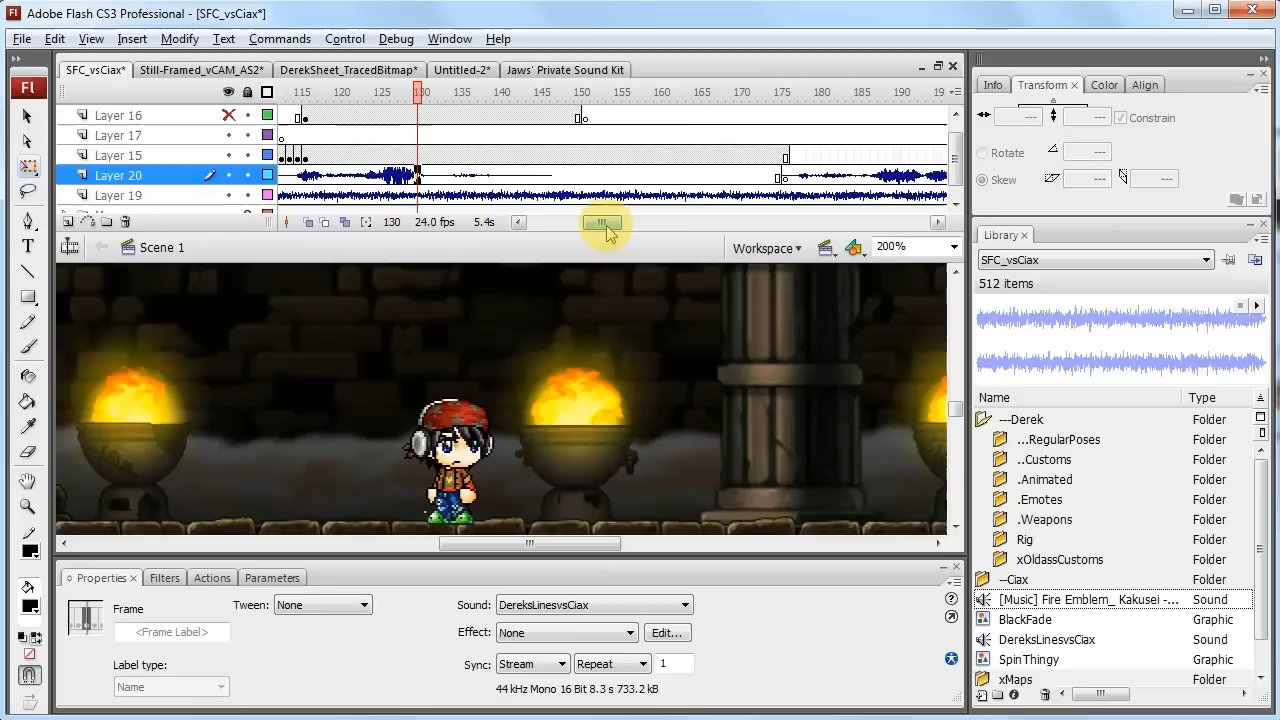 Fl Adobe Flash CS3 Professional - [SFC_vsCiax*]
File Edit View Insert Modify Text Commands Control Debug Window Help
SFC_vsCiax* Still-Framed_vCAM_AS2* DerekSheet_TracedBitmap* Untitled-2* Jaws' Private Sound Kit
Info Transform Color Align
Fl
115 120 125 130 135 140 145 150 155 160 165 170 175 180 185 190 19
Layer 16
Layer 17
Layer 15
Layer 20
Layer 19
130 24.0 fps 5.4s
Scene 1 Workspace 200%
Constrain
Rotate
Skew
Library
SFC_vsCiax
512 items
Name Type
---Derek Folder
...RegularPoses Folder
..Customs Folder
.Animated Folder
.Emotes Folder
.Weapons Folder
Rig Folder
xOldassCustoms Folder
--Ciax Folder
[Music] Fire Emblem_ Kakusei -... Sound
BlackFade Graphic
DereksLinesvsCiax Sound
SpinThingy Graphic
xMaps Folder
Properties Filters Actions Parameters
Frame
<Frame Label>
Label type:
Name
Tween: None
Sound: DereksLinesvsCiax
Effect: None Edit...
Sync: Stream Repeat 1
44 kHz Mono 16 Bit 8.3 s 733.2 kB